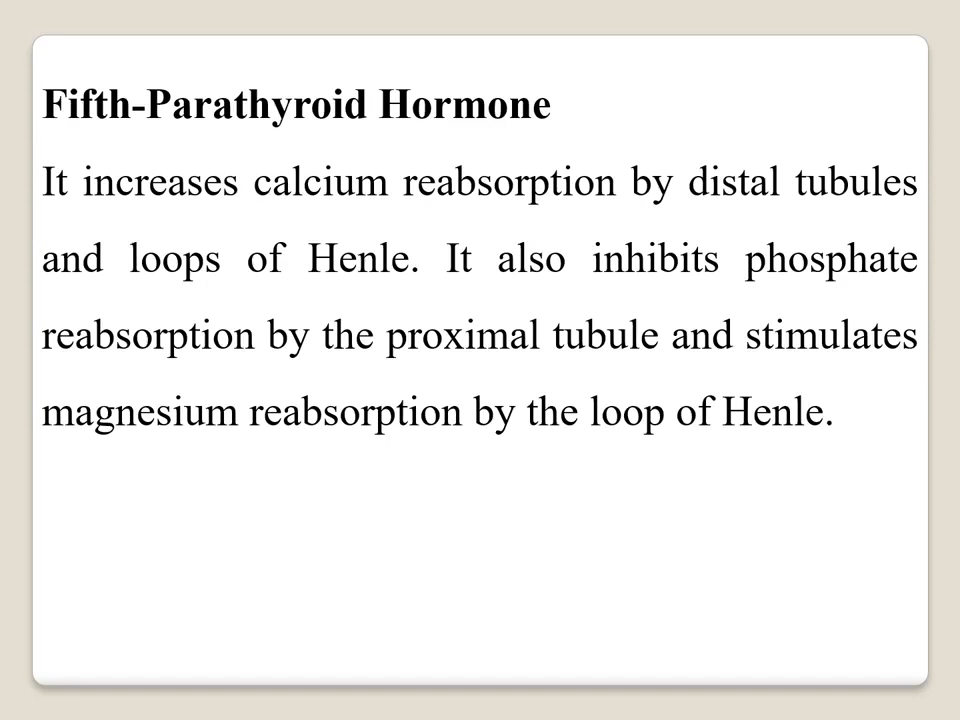 Fifth-Parathyroid Hormone
It increases calcium reabsorption by distal tubules
and loops of Henle. It also inhibits phosphate
reabsorption by the proximal tubule and stimulates
magnesium reabsorption by the loop of Henle.